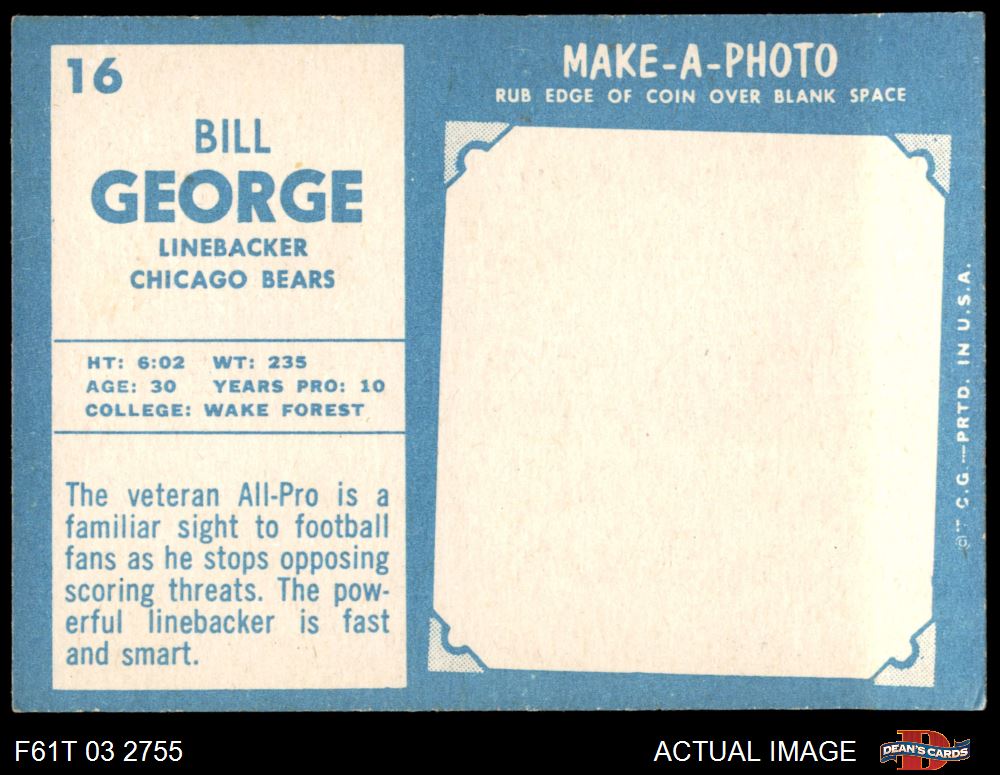 16
BILL
GEORGE
LINEBACKER
CHICAGO BEARS
HT: 6:02 WT: 235
AGE: 30 YEARS PRO: 10
COLLEGE: WAKE FOREST
The veteran All-Pro is a
familiar sight to football
fans as he stops opposing
scoring threats. The pow-
erful linebacker is fast
and smart.
MAKE-A-PHOTO
RUB EDGE OF COIN OVER BLANK SPACE
C.G.—PRTD. IN U.S.A.
F61T 03 2755
ACTUAL IMAGE
D
DEAN'S CARDS